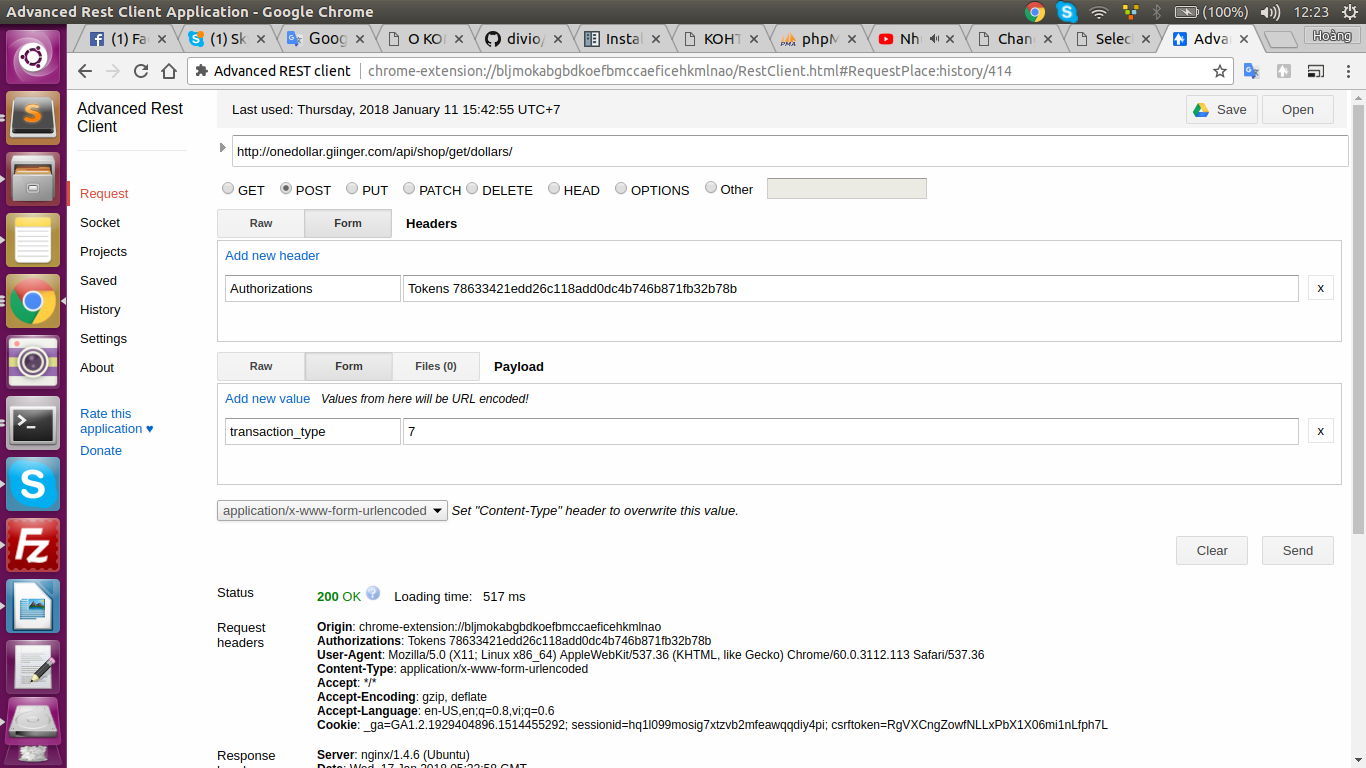 Advanced Rest Client Application - Google Chrome
(100%) 12:23
(1) Fa (1) Sk Goog O KO divio/ Instal KOHT phpM Nh Chan Selec Adva Hoàng
Advanced REST client chrome-extension://bljmokabgbdkoefbmccaeficehkmlnao/RestClient.html#RequestPlace:history/414
Advanced Rest Client
Request
Socket
Projects
Saved
History
Settings
About
Rate this
application ♥
Donate
Last used: Thursday, 2018 January 11 15:42:55 UTC+7 Save Open
http://onedollar.giinger.com/api/shop/get/dollars/
GET POST PUT PATCH DELETE HEAD OPTIONS Other
Raw Form Headers
Add new header
Authorizations Tokens 78633421edd26c118add0dc4b746b871fb32b78b x
Raw Form Files (0) Payload
Add new value Values from here will be URL encoded!
transaction_type 7 x
application/x-www-form-urlencoded Set "Content-Type" header to overwrite this value.
Clear Send
Status 200 OK Loading time: 517 ms
Request headers
Origin: chrome-extension://bljmokabgbdkoefbmccaeficehkmlnao
Authorizations: Tokens 78633421edd26c118add0dc4b746b871fb32b78b
User-Agent: Mozilla/5.0 (X11; Linux x86_64) AppleWebKit/537.36 (KHTML, like Gecko) Chrome/60.0.3112.113 Safari/537.36
Content-Type: application/x-www-form-urlencoded
Accept: */*
Accept-Encoding: gzip, deflate
Accept-Language: en-US,en;q=0.8,vi;q=0.6
Cookie: _ga=GA1.2.1929404896.1514455292; sessionid=hq1l099mosig7xtzvb2mfeawqqdiy4pi; csrftoken=RgVXCngZowfNLLxPbX1X06mi1nLfph7L
Response
Server: nginx/1.4.6 (Ubuntu)